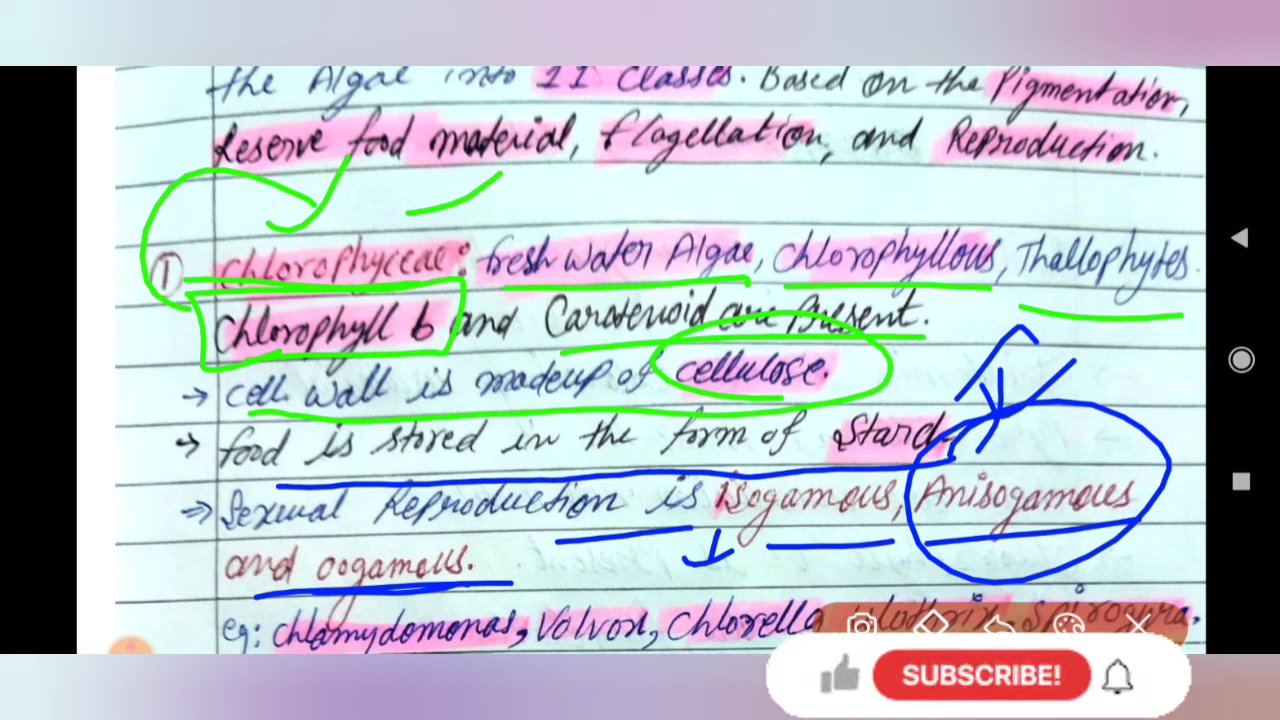 the Algae into 11 Classes. Based on the Pigmentation,
Reserve food material, flagellation, and Reproduction.
① Chlorophyceae: fresh water Algae, Chlorophyllous, Thallophytes.
Chlorophyll b and Carotenoid are Present.
→ cell wall is madeup of cellulose.
→ food is stored in the form of Starch
⇒ Sexual Reproduction is isogamous, Anisogamous
and oogamous.
eg: chlamydomonas, Volvox, Chlorella, Ulothrix, Spirogyra.
SUBSCRIBE!